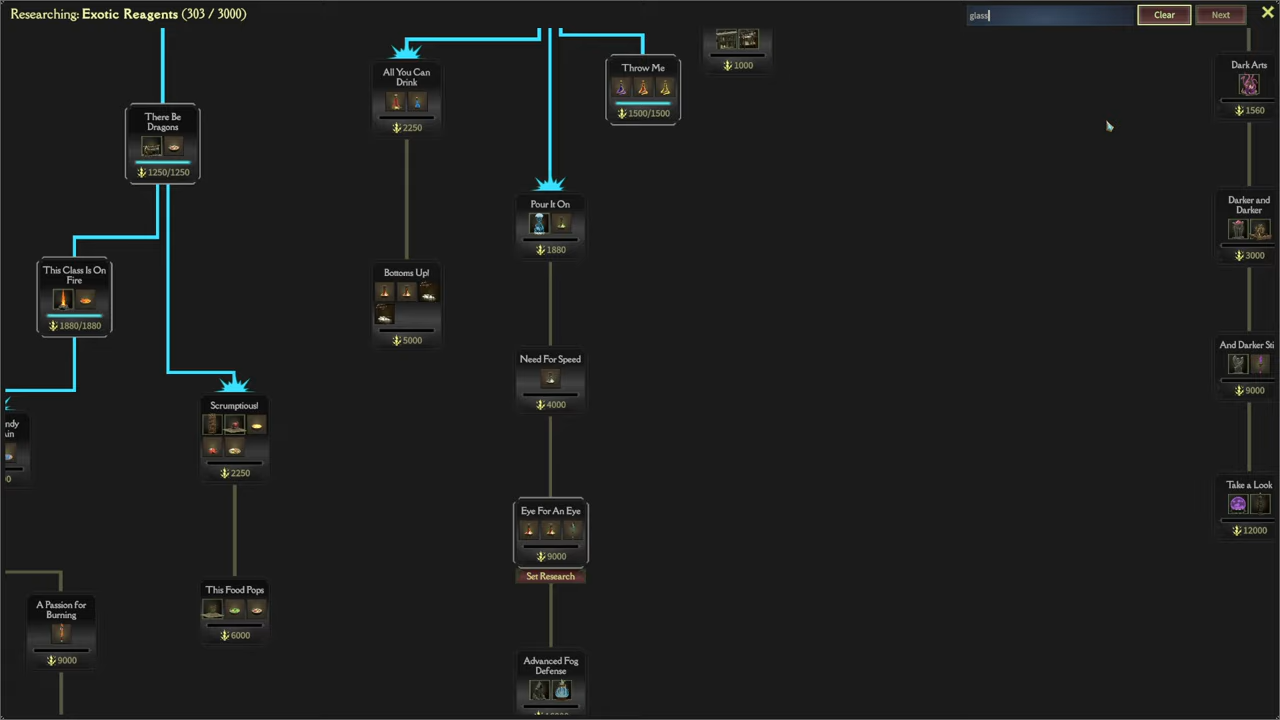 Researching: Exotic Reagents (303 / 3000)
glass
Clear
Next
1000
Dark Arts
1560
All You Can
Drink
2250
Throw Me
1500/1500
There Be
Dragons
1250/1250
Pour It On
1880
Darker and
Darker
3000
This Class Is On
Fire
1880/1880
Bottoms Up!
5000
Need For Speed
4000
And Darker Sti
9000
Scrumptious!
2250
Eye For An Eye
9000
Set Research
Take a Look
12000
This Food Pops
6000
A Passion for
Burning
9000
Advanced Fog
Defense